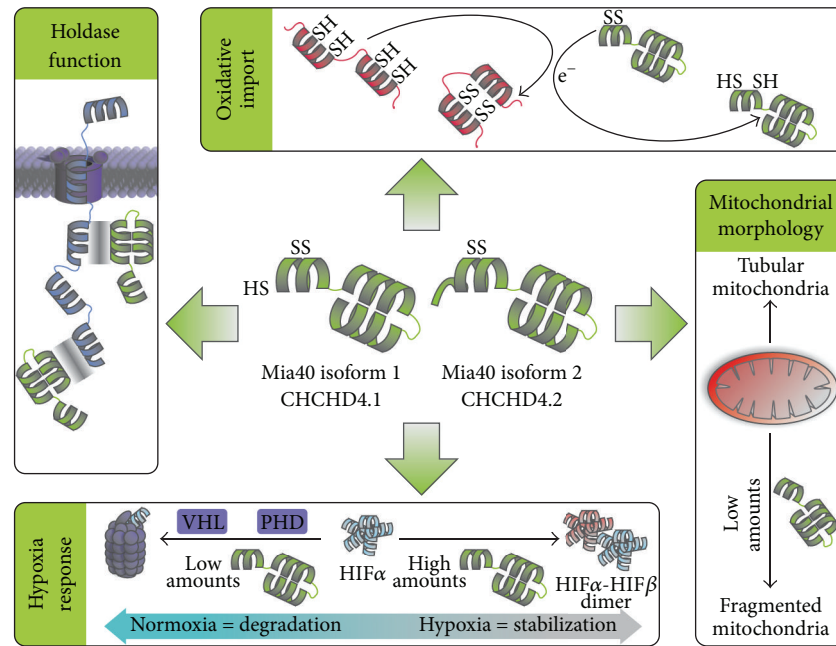 Holdase
function
Oxidative
import
SH
SH
SH
SH
SS
SS
SS
e−
HS SH
Mitochondrial
morphology
Tubular
mitochondria
Low
amounts
Fragmented
mitochondria
SS
HS
Mia40 isoform 1
CHCHD4.1
SS
Mia40 isoform 2
CHCHD4.2
Hypoxia
response
VHL
PHD
Low
amounts
HIFα
High
amounts
HIFα-HIFβ
dimer
Normoxia = degradation
Hypoxia = stabilization